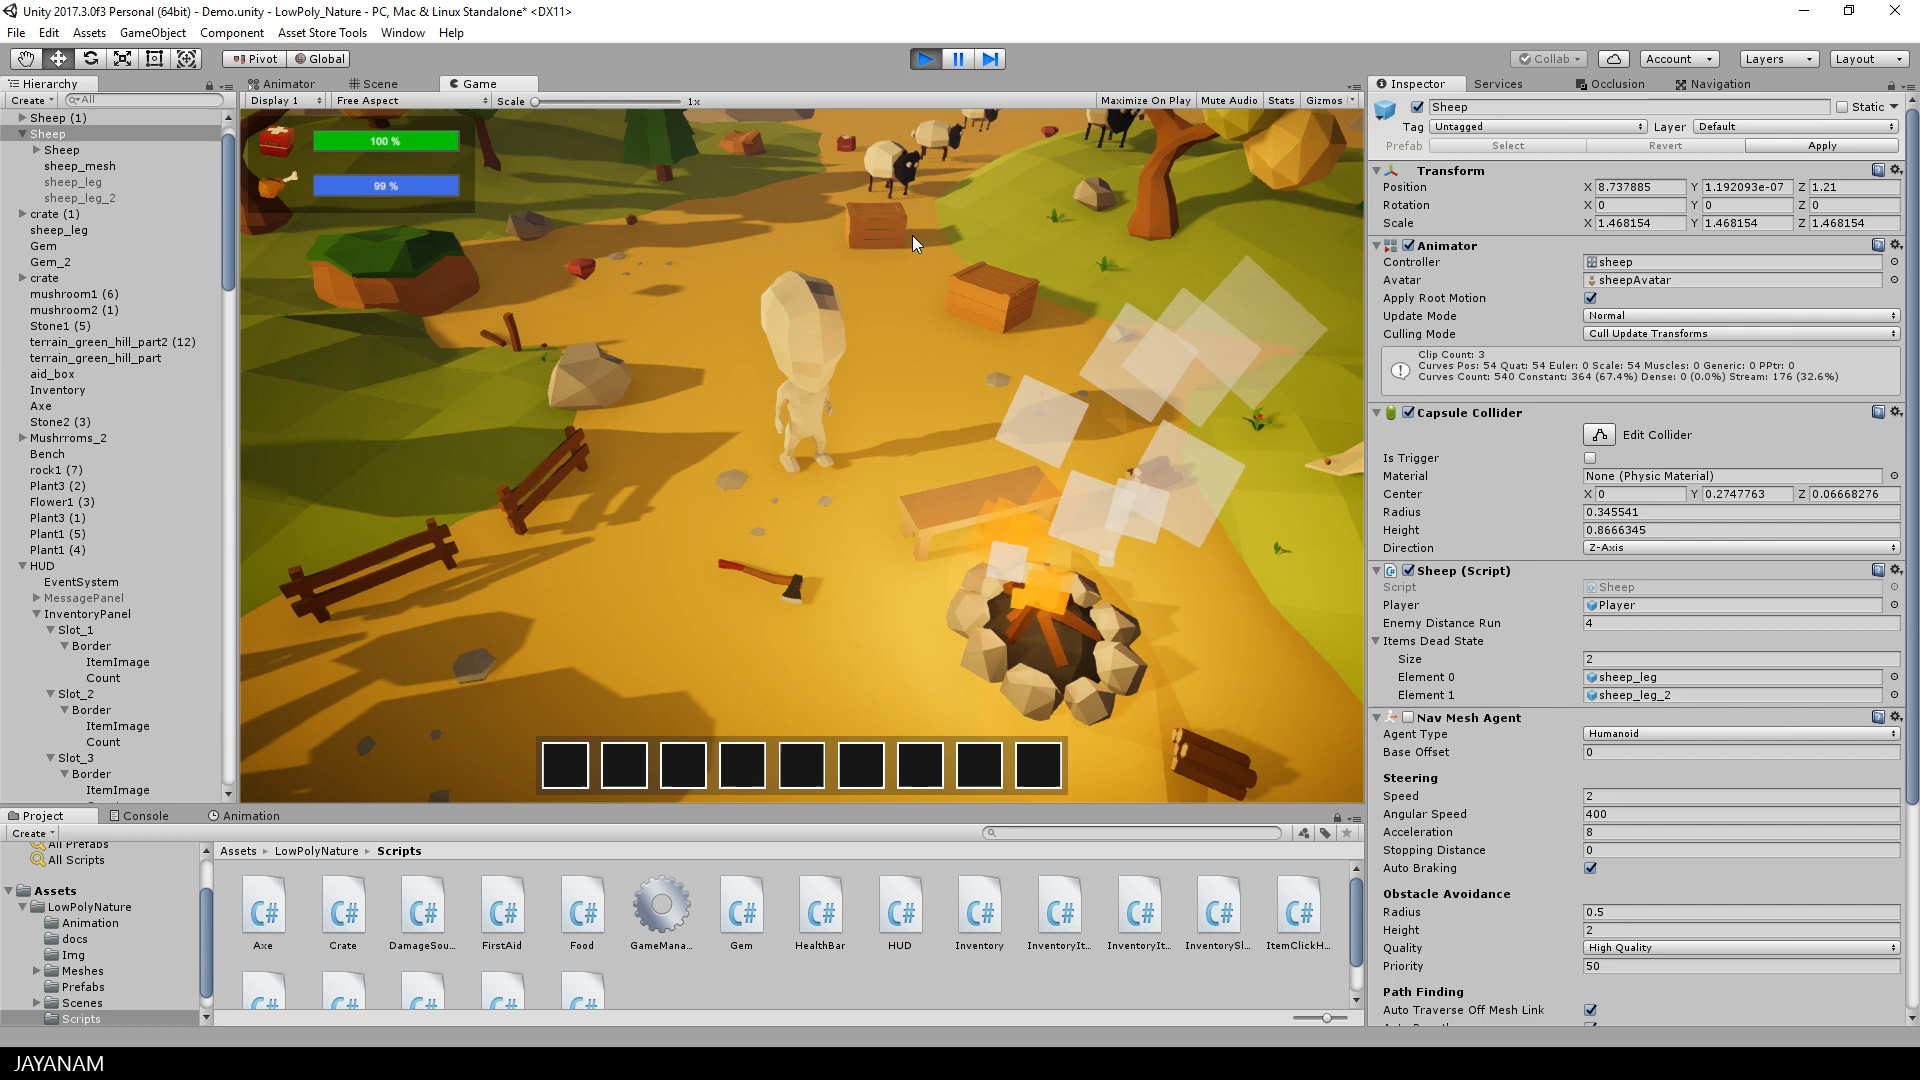 Unity 2017.3.0f3 Personal (64bit) - Demo.unity - LowPoly_Nature - PC, Mac & Linux Standalone* <DX11>
File Edit Assets GameObject Component Asset Store Tools Window Help
Pivot Global Collab Account Layers Layout
Hierarchy
Create All
Sheep (1)
Sheep
Sheep
sheep_mesh
sheep_leg
sheep_leg_2
crate (1)
sheep_leg
Gem
Gem_2
crate
mushroom1 (6)
mushroom2 (1)
Stone1 (5)
terrain_green_hill_part2 (12)
terrain_green_hill_part
aid_box
Inventory
Axe
Stone2 (3)
Mushrroms_2
Bench
rock1 (7)
Plant3 (2)
Flower1 (3)
Plant3 (1)
Plant1 (5)
Plant1 (4)
HUD
EventSystem
MessagePanel
InventoryPanel
Slot_1
Border
ItemImage
Count
Slot_2
Border
ItemImage
Count
Slot_3
Border
ItemImage
Animator Scene Game
Display 1 Free Aspect Scale 1x Maximize On Play Mute Audio Stats Gizmos
100 %
99 %
Inspector Services Occlusion Navigation
Sheep Static
Tag Untagged Layer Default
Prefab Select Revert Apply
Transform
Position X 8.737885 Y 1.192093e-07 Z 1.21
Rotation X 0 Y 0 Z 0
Scale X 1.468154 Y 1.468154 Z 1.468154
Animator
Controller sheep
Avatar sheepAvatar
Apply Root Motion
Update Mode Normal
Culling Mode Cull Update Transforms
Clip Count: 3
Curves Pos: 54 Quat: 54 Euler: 0 Scale: 54 Muscles: 0 Generic: 0 PPtr: 0
Curves Count: 540 Constant: 364 (67.4%) Dense: 0 (0.0%) Stream: 176 (32.6%)
Capsule Collider
Edit Collider
Is Trigger
Material None (Physic Material)
Center X 0 Y 0.2747763 Z 0.06668276
Radius 0.345541
Height 0.8666345
Direction Z-Axis
Sheep (Script)
Script Sheep
Player Player
Enemy Distance Run 4
Items Dead State
Size 2
Element 0 sheep_leg
Element 1 sheep_leg_2
Nav Mesh Agent
Agent Type Humanoid
Base Offset 0
Steering
Speed 2
Angular Speed 400
Acceleration 8
Stopping Distance 0
Auto Braking
Obstacle Avoidance
Radius 0.5
Height 2
Quality High Quality
Priority 50
Path Finding
Auto Traverse Off Mesh Link
Project Console Animation
Create
All Prefabs
All Scripts
Assets
LowPolyNature
Animation
docs
Img
Meshes
Prefabs
Scenes
Scripts
Assets LowPolyNature Scripts
C# C# C# C# C# C# C# C# C# C# C# C# C#
Axe Crate DamageSou... FirstAid Food GameMana... Gem HealthBar HUD Inventory InventoryIt... InventoryIt... InventorySl... ItemClickH...
C# C# C# C# C#
JAYANAM